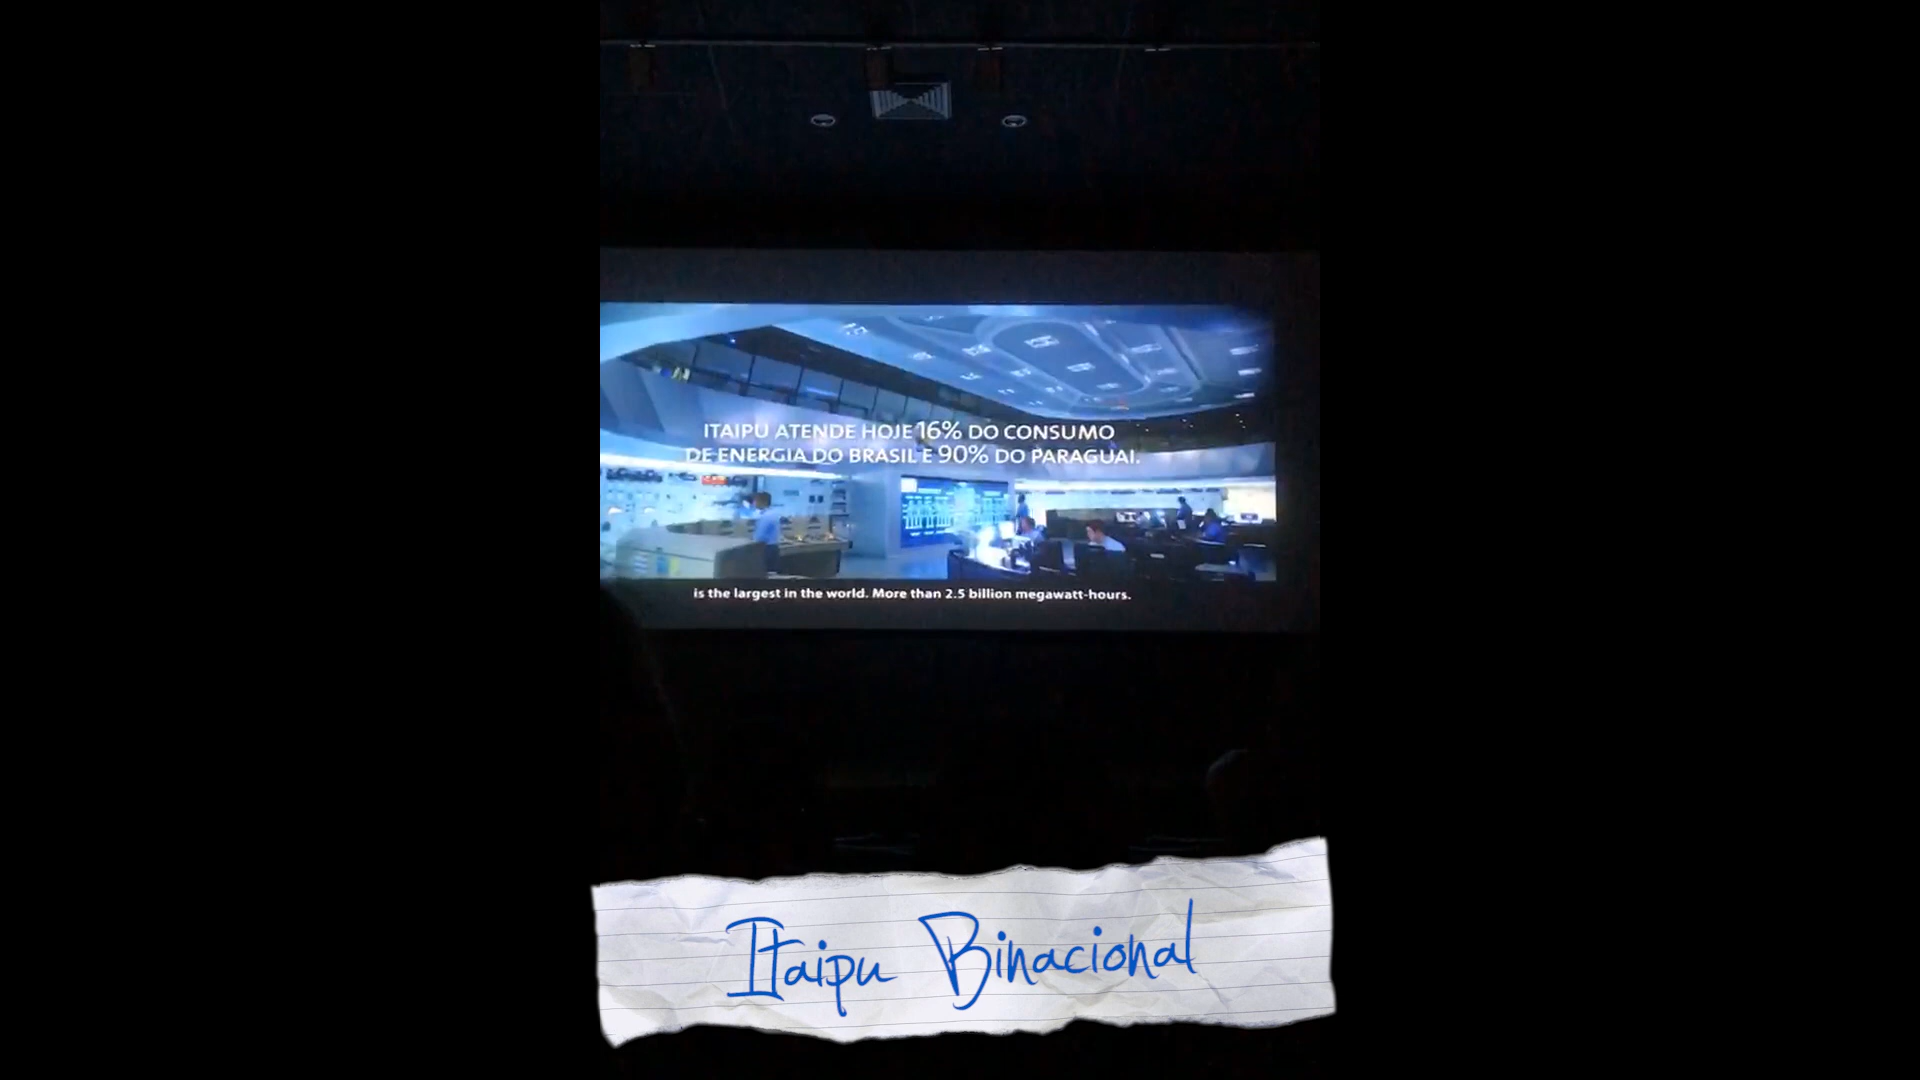 ITAIPU ATENDE HOJE 16% DO CONSUMO
DE ENERGIA DO BRASIL E 90% DO PARAGUAI.
is the largest in the world. More than 2.5 billion megawatt-hours.
Itaipu Binacional